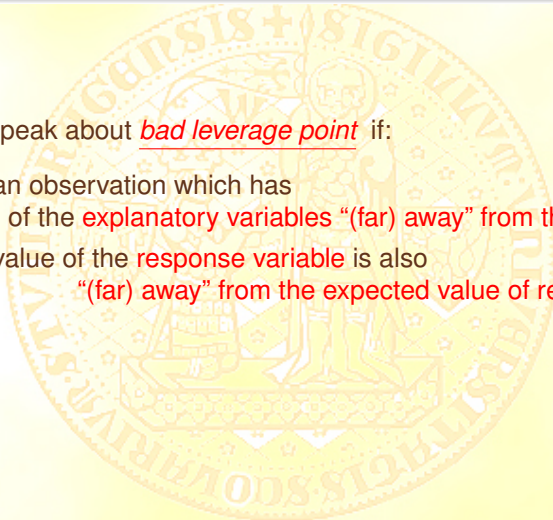 peak about bad leverage point if:
an observation which has
of the explanatory variables “(far) away” from th
value of the response variable is also
“(far) away” from the expected value of re